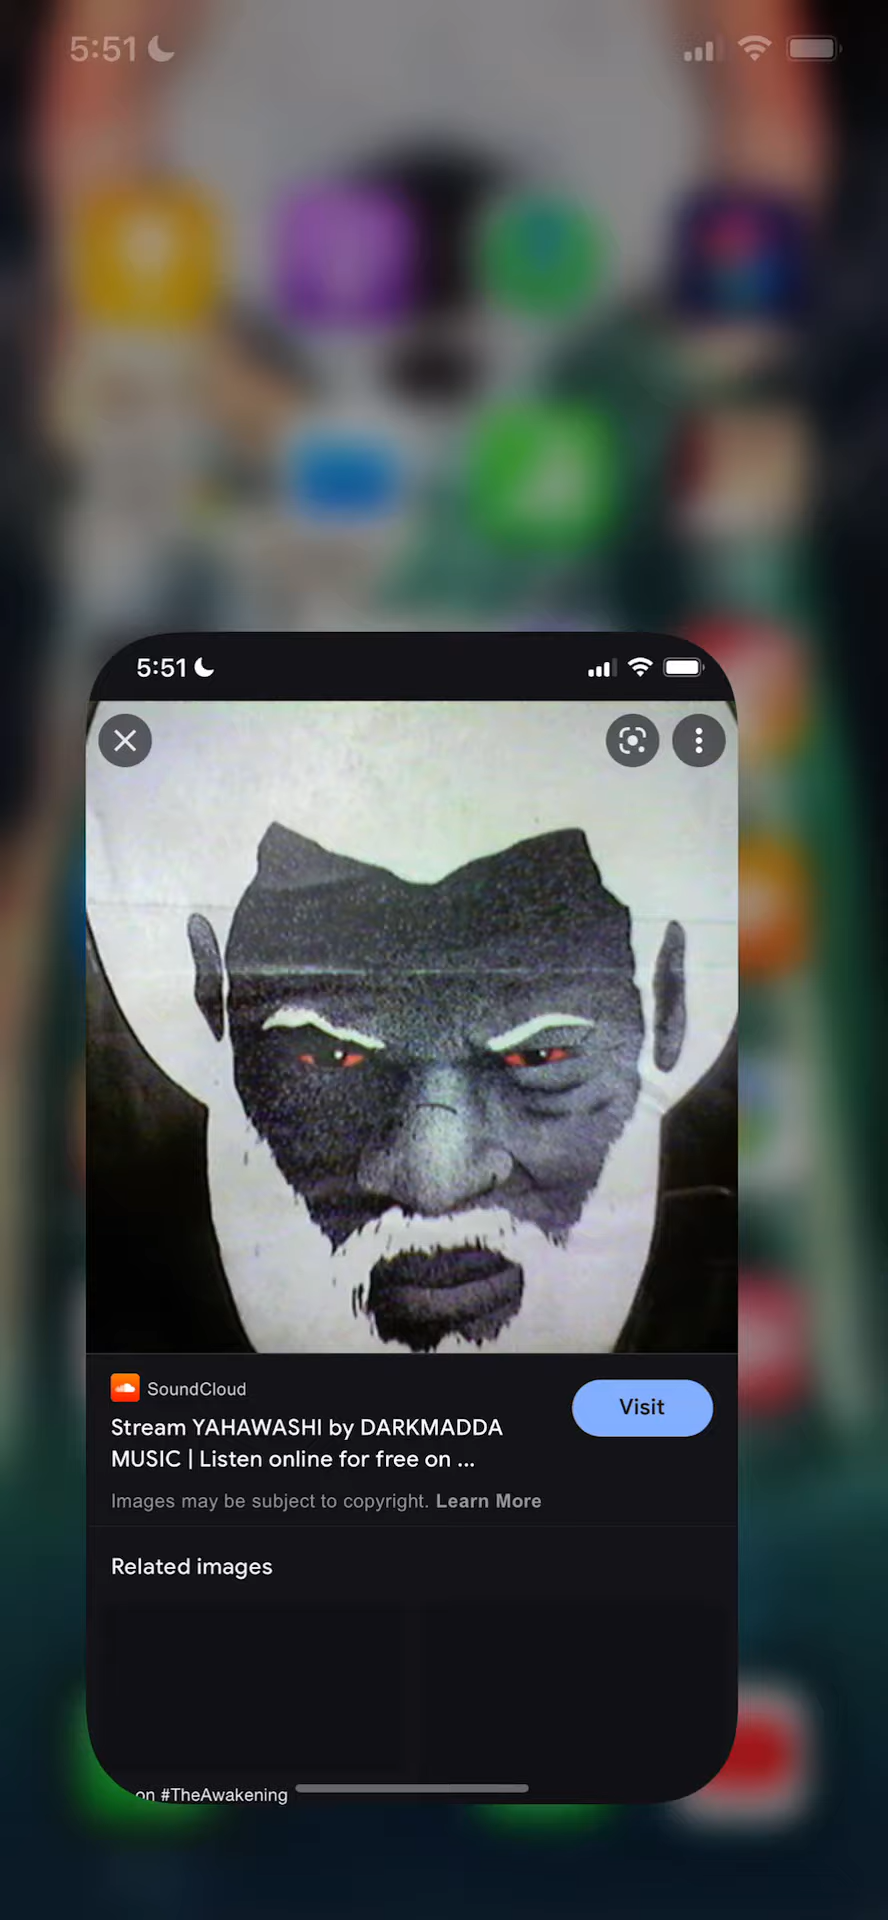 5:51
5:51
SoundCloud
Visit
Stream YAHAWASHI by DARKMADDA
MUSIC | Listen online for free on ...
Images may be subject to copyright. Learn More
Related images
on #TheAwakening